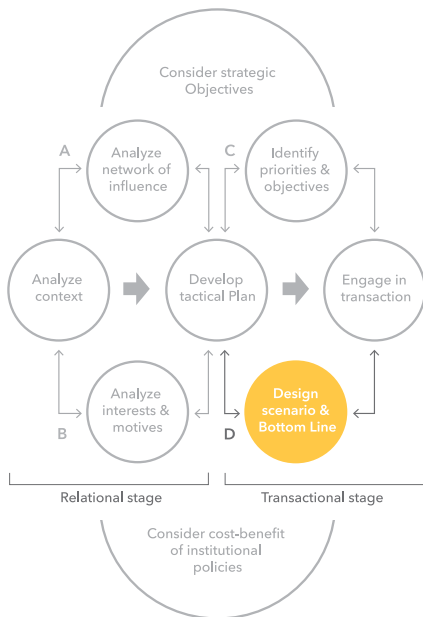 Consider strategic
Objectives
A
Analyze
network of
influence
C
Identify
priorities &
objectives
Analyze
context
Develop
tactical Plan
Engage in
transaction
Analyze
interests &
motives
B
Design
scenario &
Bottom Line
D
Relational stage
Transactional stage
Consider cost-benefit
of institutional
policies